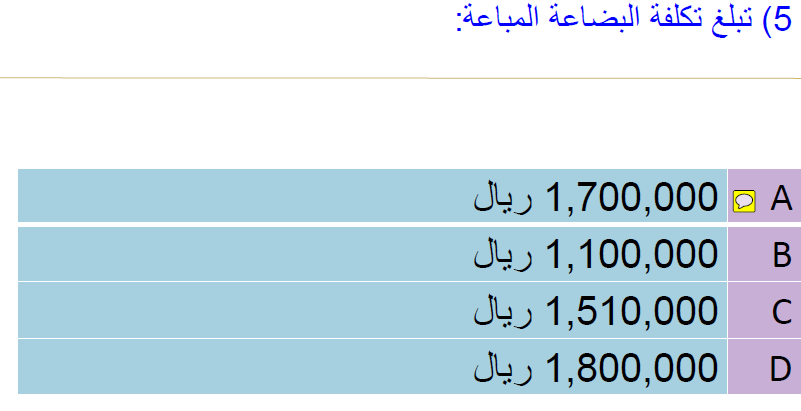 5) تبلغ تكلفة البضاعة المباعة:
A 1,700,000 ريال
B 1,100,000 ريال
C 1,510,000 ريال
D 1,800,000 ريال